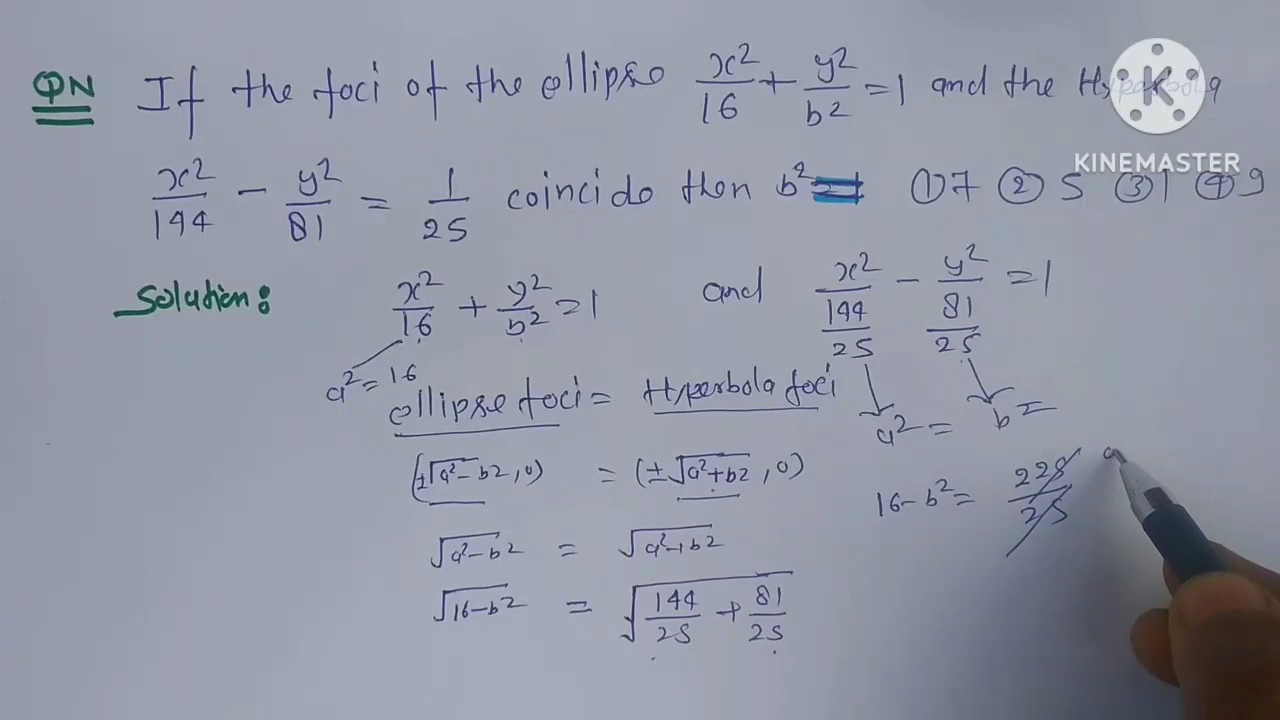 QN If the foci of the ellipse x²/16 + y²/b² = 1 and the Hyperbola
KINEMASTER
x²/144 - y²/81 = 1/25 coincide then b² = ① 7 ② 5 ③ 1 ④ 9
Solution: x²/16 + y²/b² = 1 and x²/(144/25) - y²/(81/25) = 1
a² = 16
ellipse foci = Hyperbola foci a² = b =
(±√(a²-b²), 0) = (±√(a²+b²), 0)
16 - b² = 225/25 9
√(a²-b²) = √(a²+b²)
√(16-b²) = √(144/25 + 81/25)